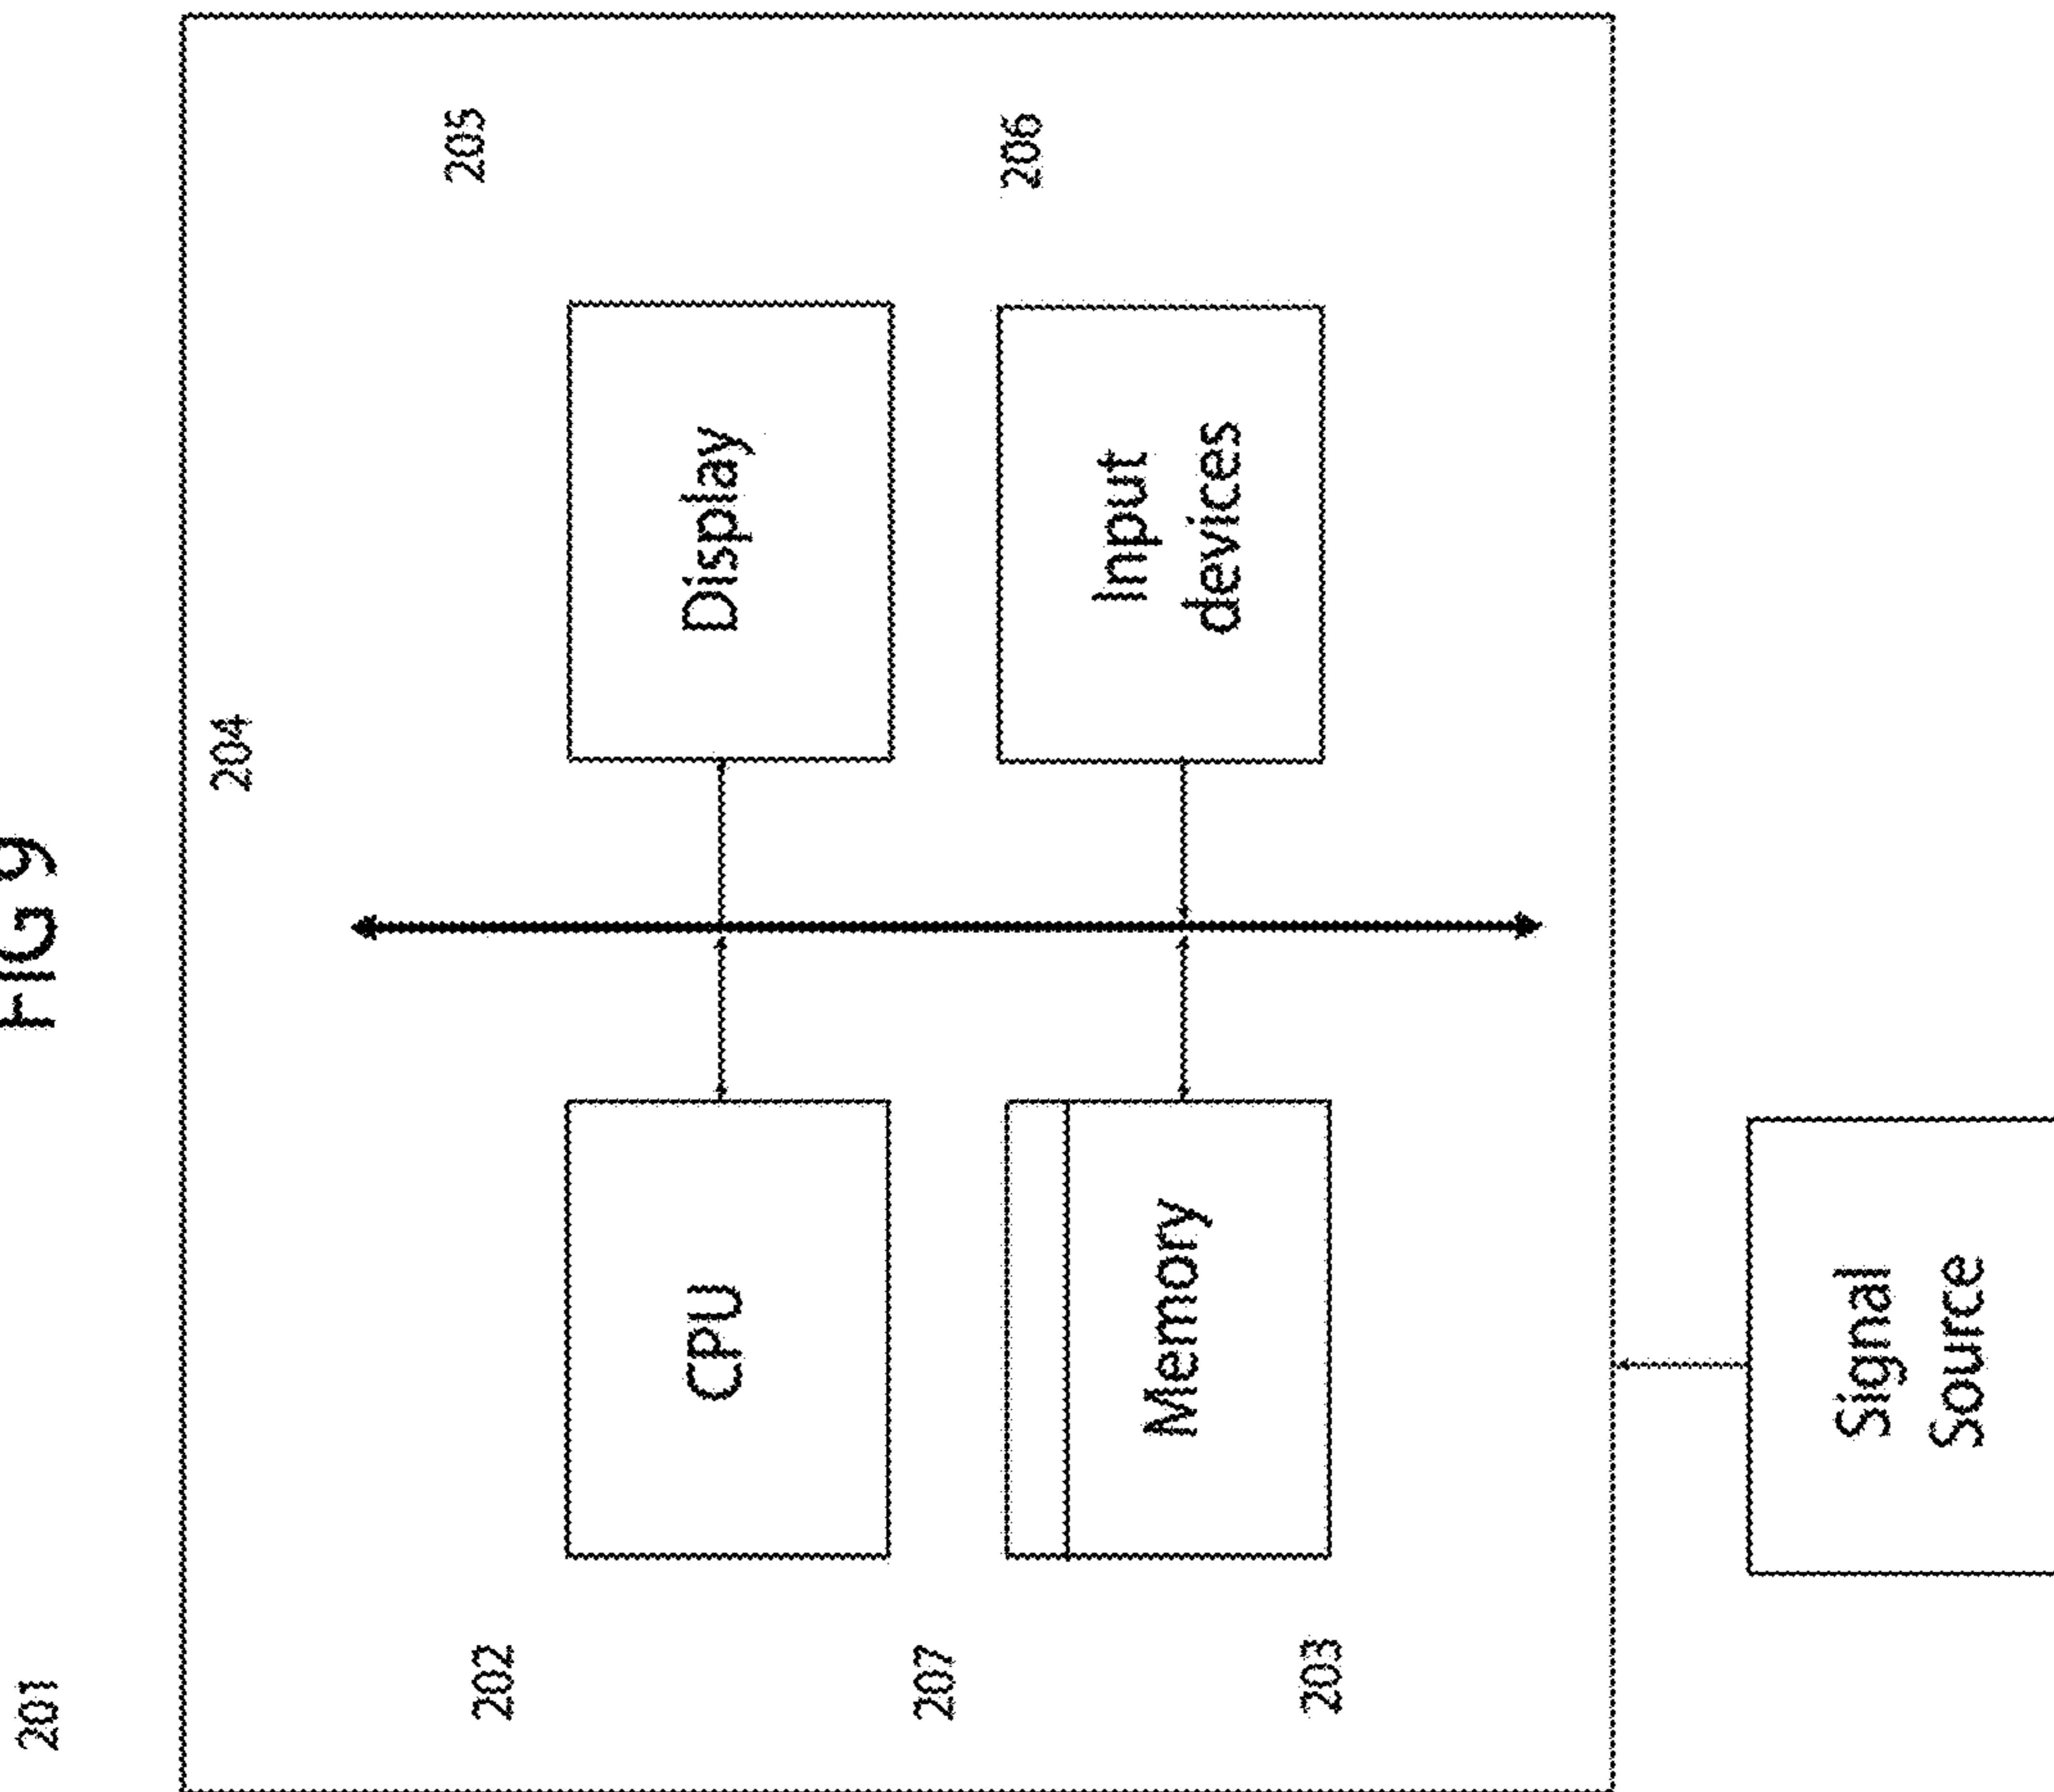 FIG 9
201
204
202
205
CPU
Display
207
206
Memory
Input
devices
203
Signal
Source